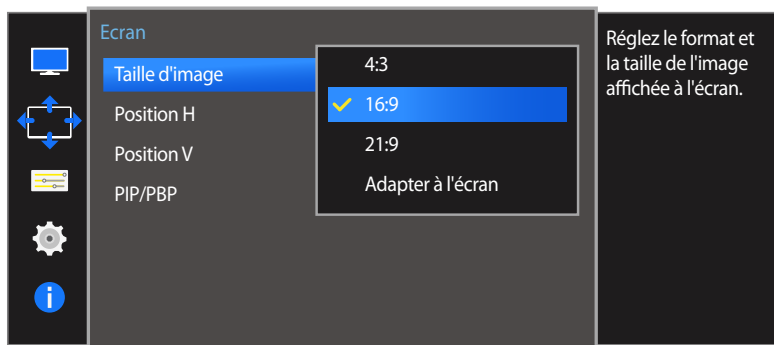 Ecran
Taille d'image
Position H
Position V
PIP/PBP
4:3
16:9
21:9
Adapter à l'écran
Réglez le format et
la taille de l'image
affichée à l'écran.